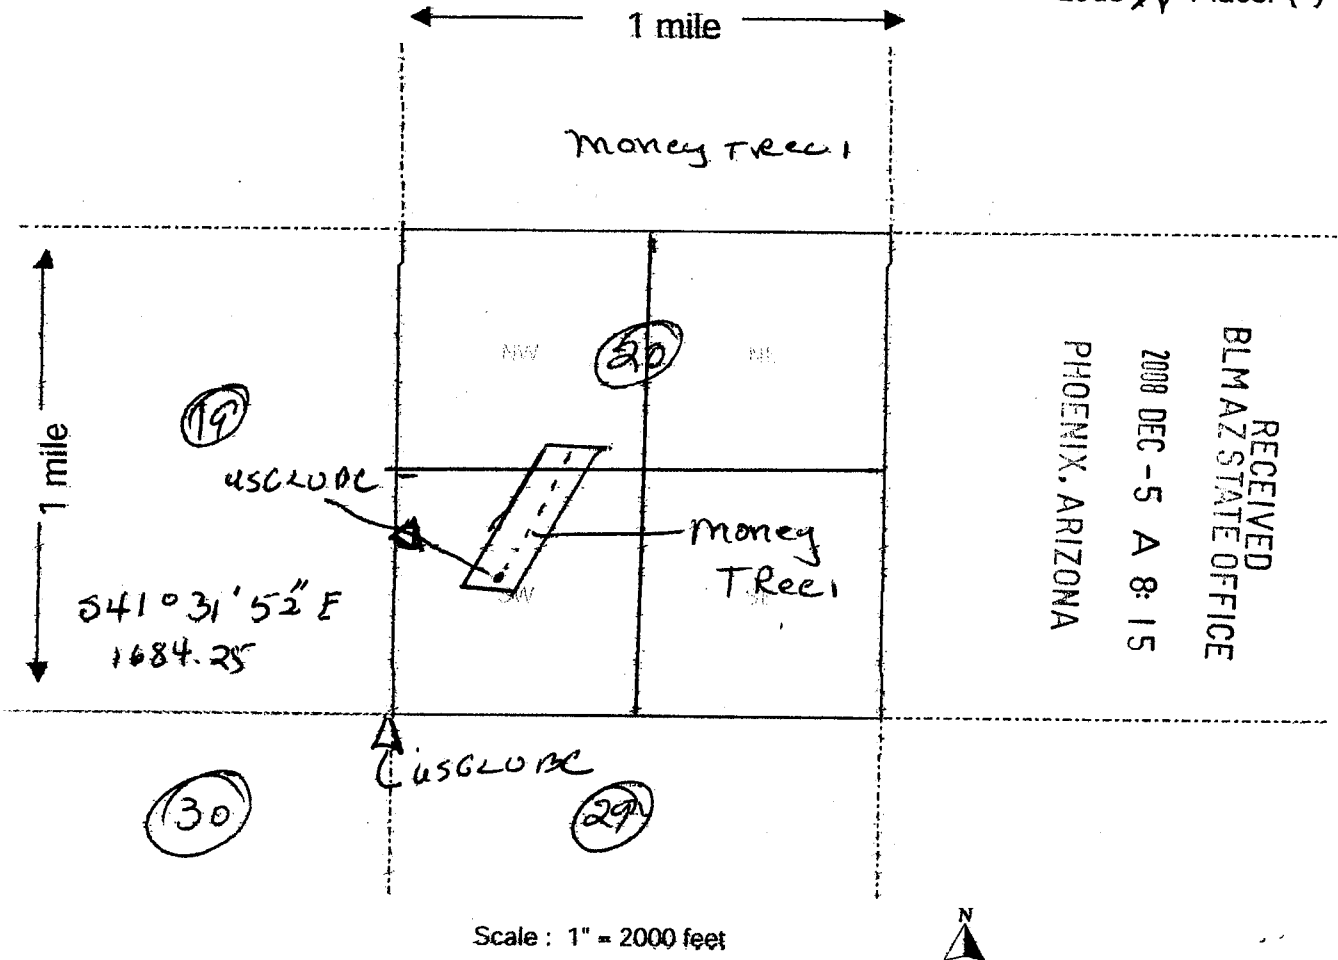 1 mile
Money Tree 1
NW
20
NE
19
1 mile
USGLO BC
Money
Tree 1
SW
SE
S41°31'52"E
1684.25
USGLO BC
30
29
RECEIVED
BLM AZ STATE OFFICE
2008 DEC -5 A 8:15
PHOENIX, ARIZONA
N
Scale : 1" = 2000 feet